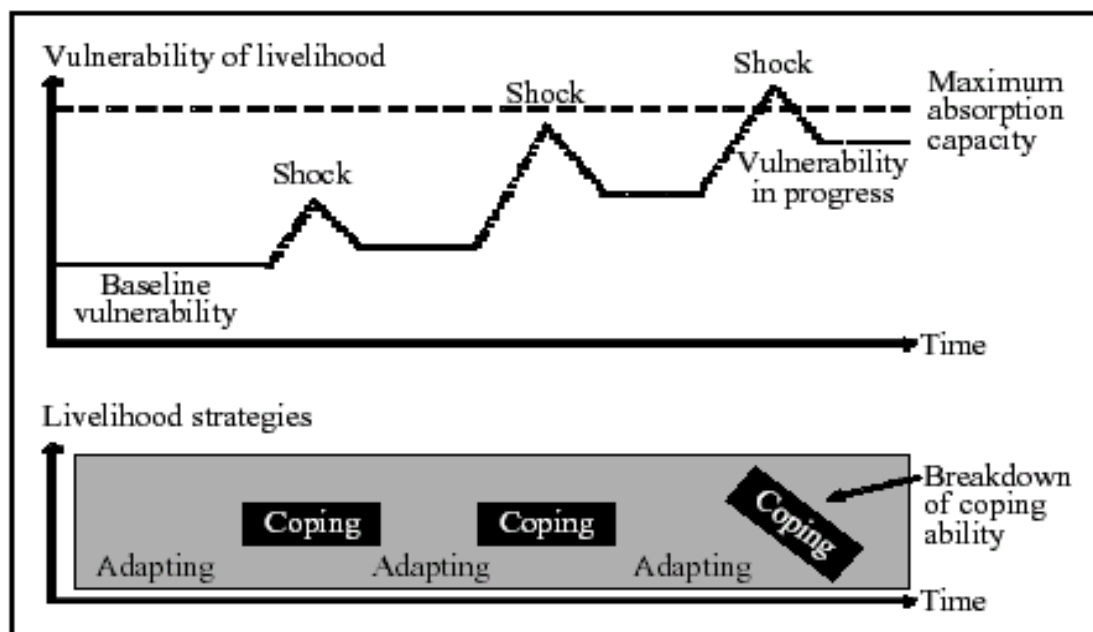 Vulnerability of livelihood
Shock
Shock
Shock
Maximum
absorption
capacity
Vulnerability
in progress
Baseline
vulnerability
Time
Livelihood strategies
Coping
Coping
Coping
Breakdown
of coping
ability
Adapting
Adapting
Adapting
Time